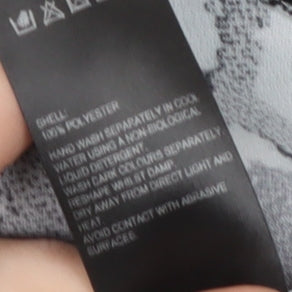 SHELL:
100% POLYESTER
HAND WASH SEPARATELY IN COOL
WATER USING A NON-BIOLOGICAL
LIQUID DETERGENT.
WASH DARK COLOURS SEPARATELY.
RESHAPE WHILST DAMP.
DRY AWAY FROM DIRECT LIGHT AND
HEAT.
AVOID CONTACT WITH ABRASIVE
SURFACES.